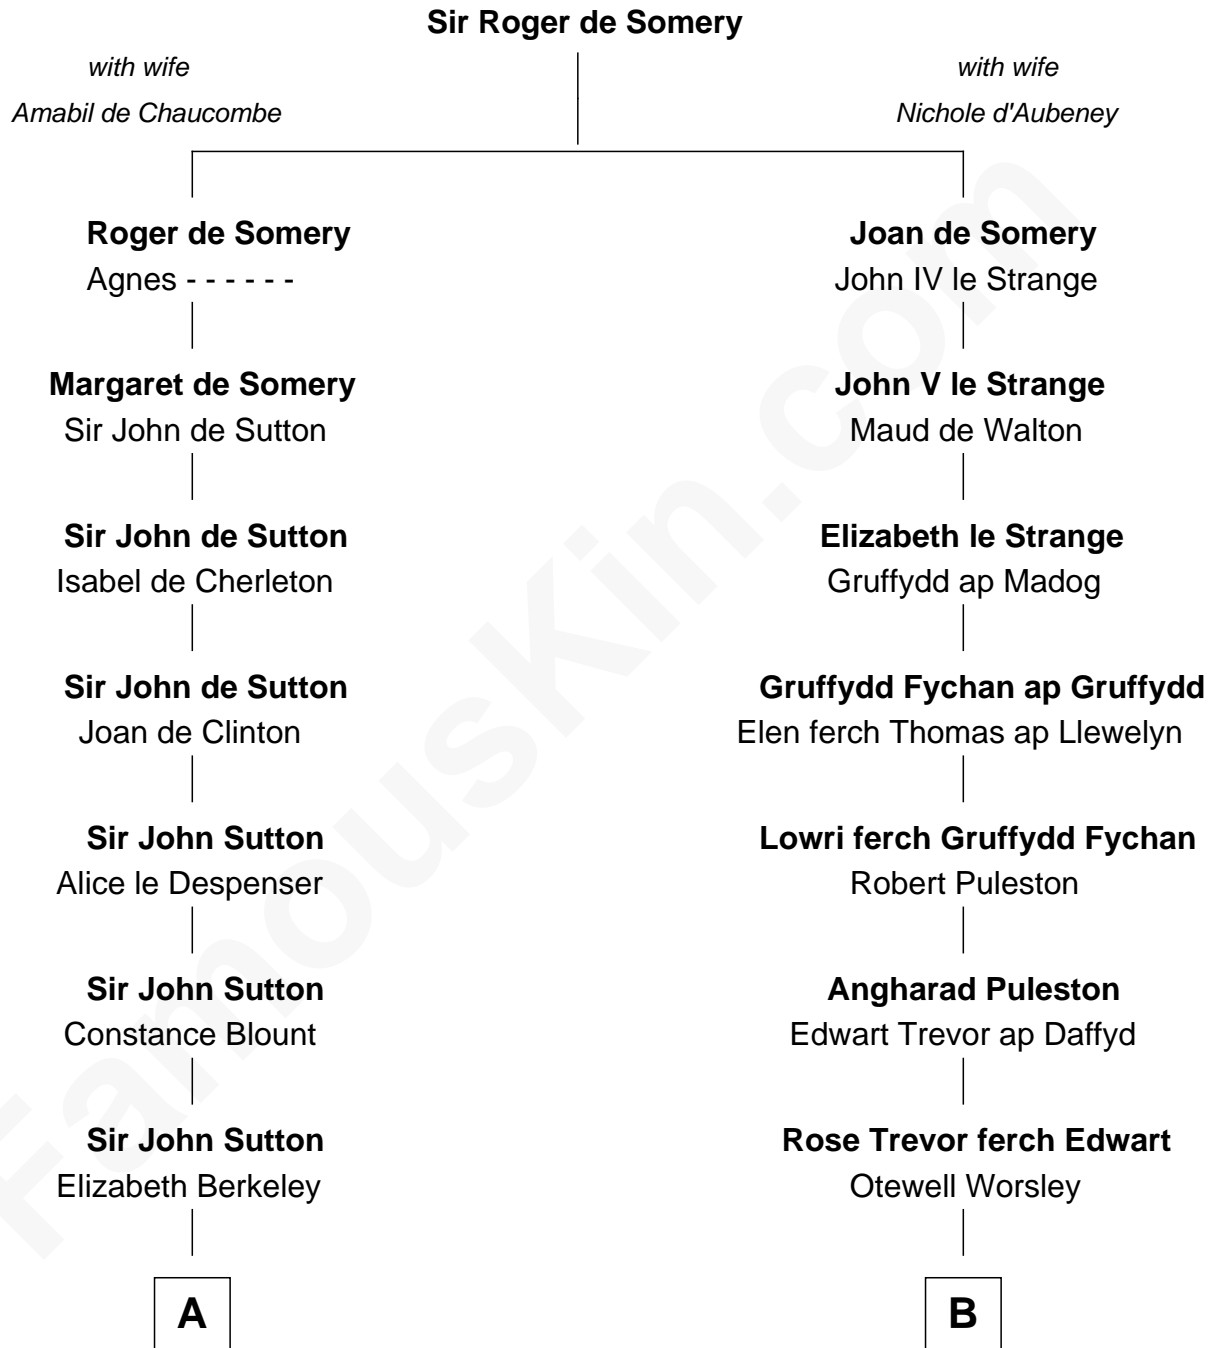 Sir Roger de Somery
with wife
Amabil de Chaucombe
with wife
Nichole d'Aubeney
Roger de Somery
Agnes - - - - - -
Joan de Somery
John IV le Strange
Margaret de Somery
Sir John de Sutton
John V le Strange
Maud de Walton
Sir John de Sutton
Isabel de Cherleton
Elizabeth le Strange
Gruffydd ap Madog
Sir John de Sutton
Joan de Clinton
Gruffydd Fychan ap Gruffydd
Elen ferch Thomas ap Llewelyn
Sir John Sutton
Alice le Despenser
Lowri ferch Gruffydd Fychan
Robert Puleston
Sir John Sutton
Constance Blount
Angharad Puleston
Edwart Trevor ap Daffyd
Sir John Sutton
Elizabeth Berkeley
Rose Trevor ferch Edwart
Otewell Worsley
A
B
FamousKin.com